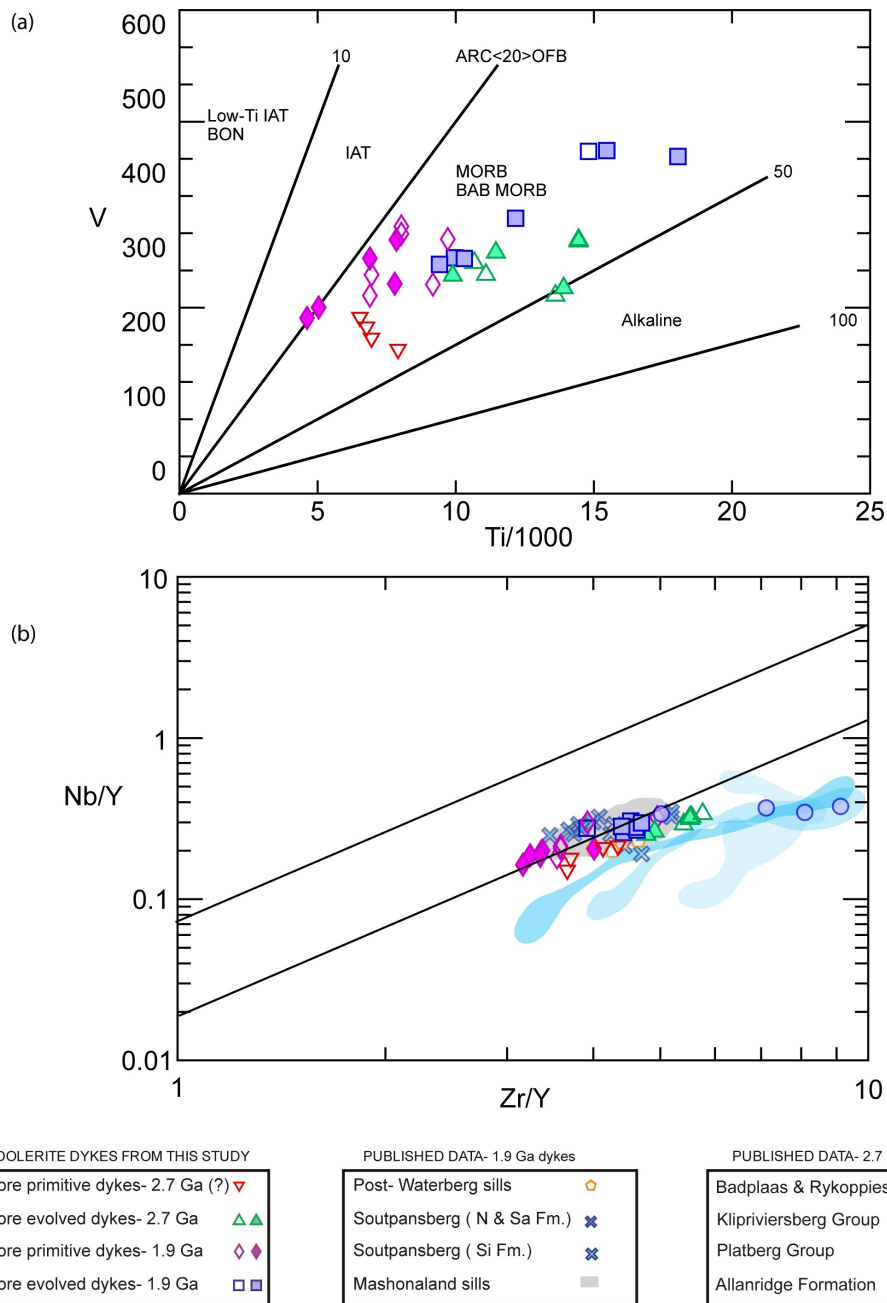 (a)
600
500
400
300
200
100
0
V
10
ARC<20>OFB
Low-Ti IAT
BON
IAT
MORB
BAB MORB
50
Alkaline
100
0 5 10 15 20 25
Ti/1000
(b)
10
1
0.1
0.01
Nb/Y
1 10
Zr/Y
DOLERITE DYKES FROM THIS STUDY
ore primitive dykes- 2.7 Ga (?)
ore evolved dykes- 2.7 Ga
ore primitive dykes- 1.9 Ga
ore evolved dykes- 1.9 Ga
PUBLISHED DATA- 1.9 Ga dykes
Post- Waterberg sills
Soutpansberg ( N & Sa Fm.)
Soutpansberg ( Si Fm.)
Mashonaland sills
PUBLISHED DATA- 2.7
Badplaas & Rykoppies
Klipriviersberg Group
Platberg Group
Allanridge Formation